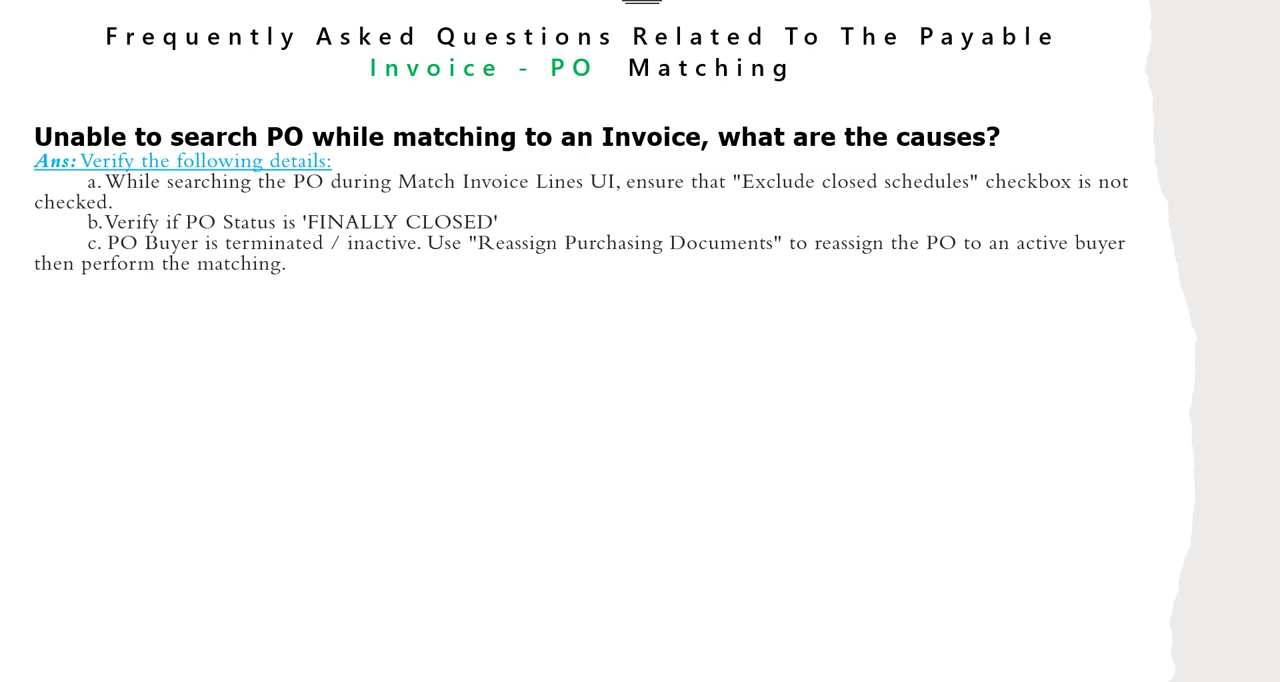 Frequently Asked Questions Related To The Payable
Invoice - PO Matching
Unable to search PO while matching to an Invoice, what are the causes?
Ans: Verify the following details:
a. While searching the PO during Match Invoice Lines UI, ensure that "Exclude closed schedules" checkbox is not
checked.
b. Verify if PO Status is 'FINALLY CLOSED'
c. PO Buyer is terminated / inactive. Use "Reassign Purchasing Documents" to reassign the PO to an active buyer
then perform the matching.